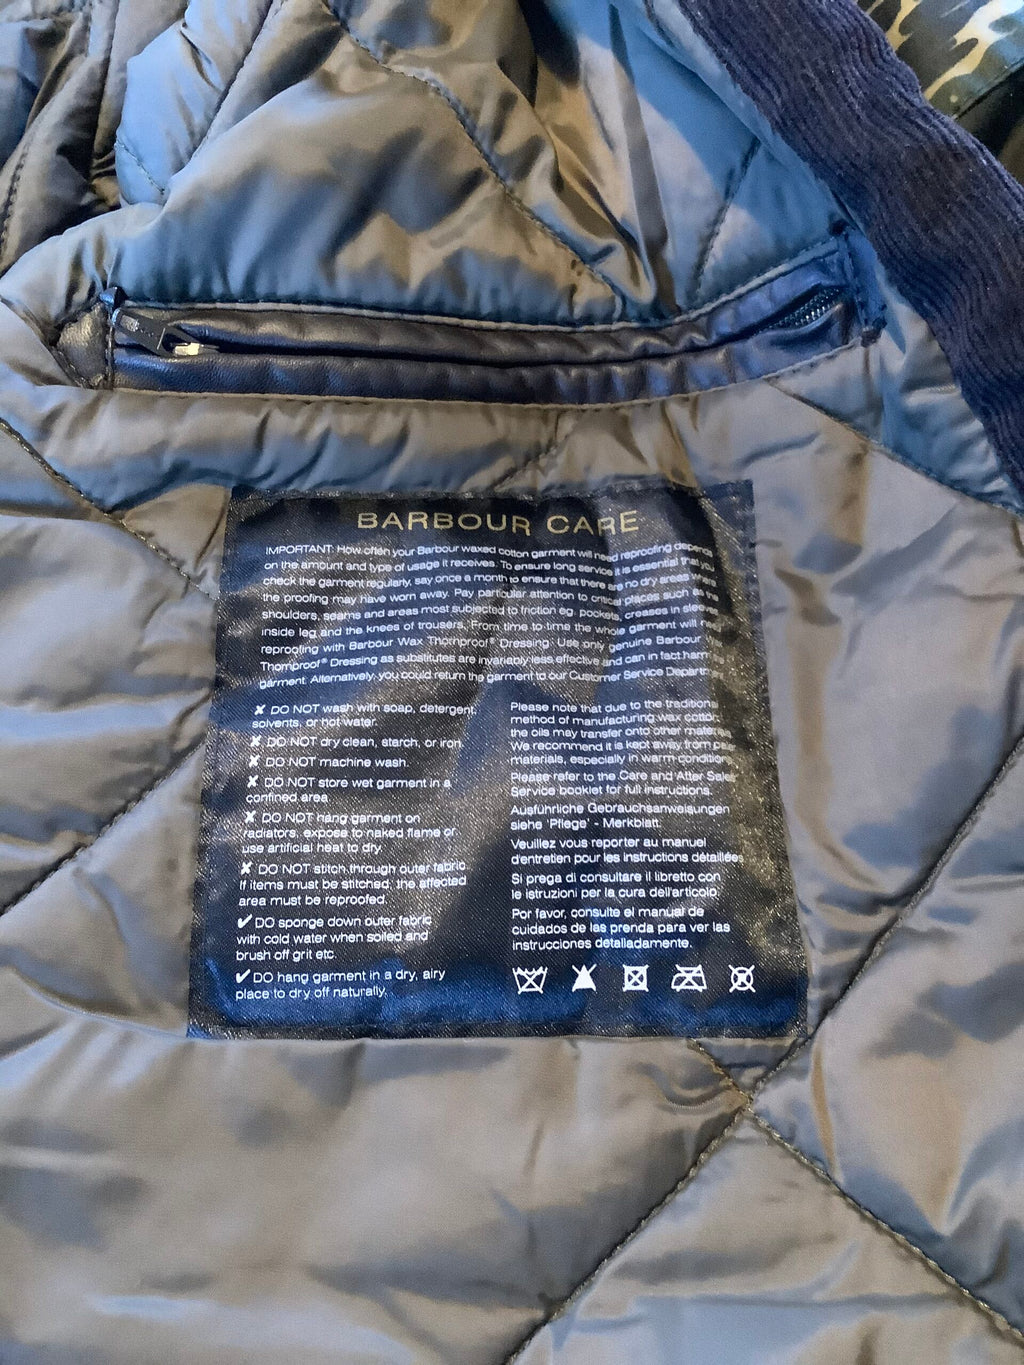 BARBOUR CARE
IMPORTANT: How often your Barbour waxed cotton garment will need reproofing depends
on the amount and type of usage it receives. To ensure long service it is essential that you
check the garment regularly, say once a month to ensure that there are no dry areas where
the proofing may have worn away. Pay particular attention to critical places such as the
shoulders, seams and areas most subjected to friction eg. pockets, creases in sleeves
inside leg and the knees of trousers. From time to time the whole garment will
reproofing with Barbour Wax Thornproof® Dressing. Use only genuine Barbour
Thornproof® Dressing as substitutes are invariably less effective and can in fact harm
garment. Alternatively, you could return the garment to our Customer Service Department
✘ DO NOT wash with soap, detergent,
solvents, or hot water.
✘ DO NOT dry clean, starch, or iron.
✘ DO NOT machine wash.
✘ DO NOT store wet garment in a
confined area.
✘ DO NOT hang garment on
radiators, expose to naked flame or
use artificial heat to dry.
✘ DO NOT stitch through outer fabric
If items must be stitched, the affected
area must be reproofed.
✔ DO sponge down outer fabric
with cold water when soiled and
brush off grit etc.
✔ DO hang garment in a dry, airy
place to dry off naturally.
Please note that due to the traditional
method of manufacturing wax cotton,
the oils may transfer onto other materials
We recommend it is kept away from pale
materials, especially in warm conditions
Please refer to the Care and After Sales
Service booklet for full instructions.
Ausführliche Gebrauchsanweisungen
siehe 'Pflege' - Merkblatt.
Veuillez vous reporter au manuel
d'entretien pour les instructions détaillées
Si prega di consultare il libretto con
le istruzioni per la cura dell'articolo.
Por favor, consulte el manual de
cuidados de las prenda para ver las
instrucciones detalladamente.